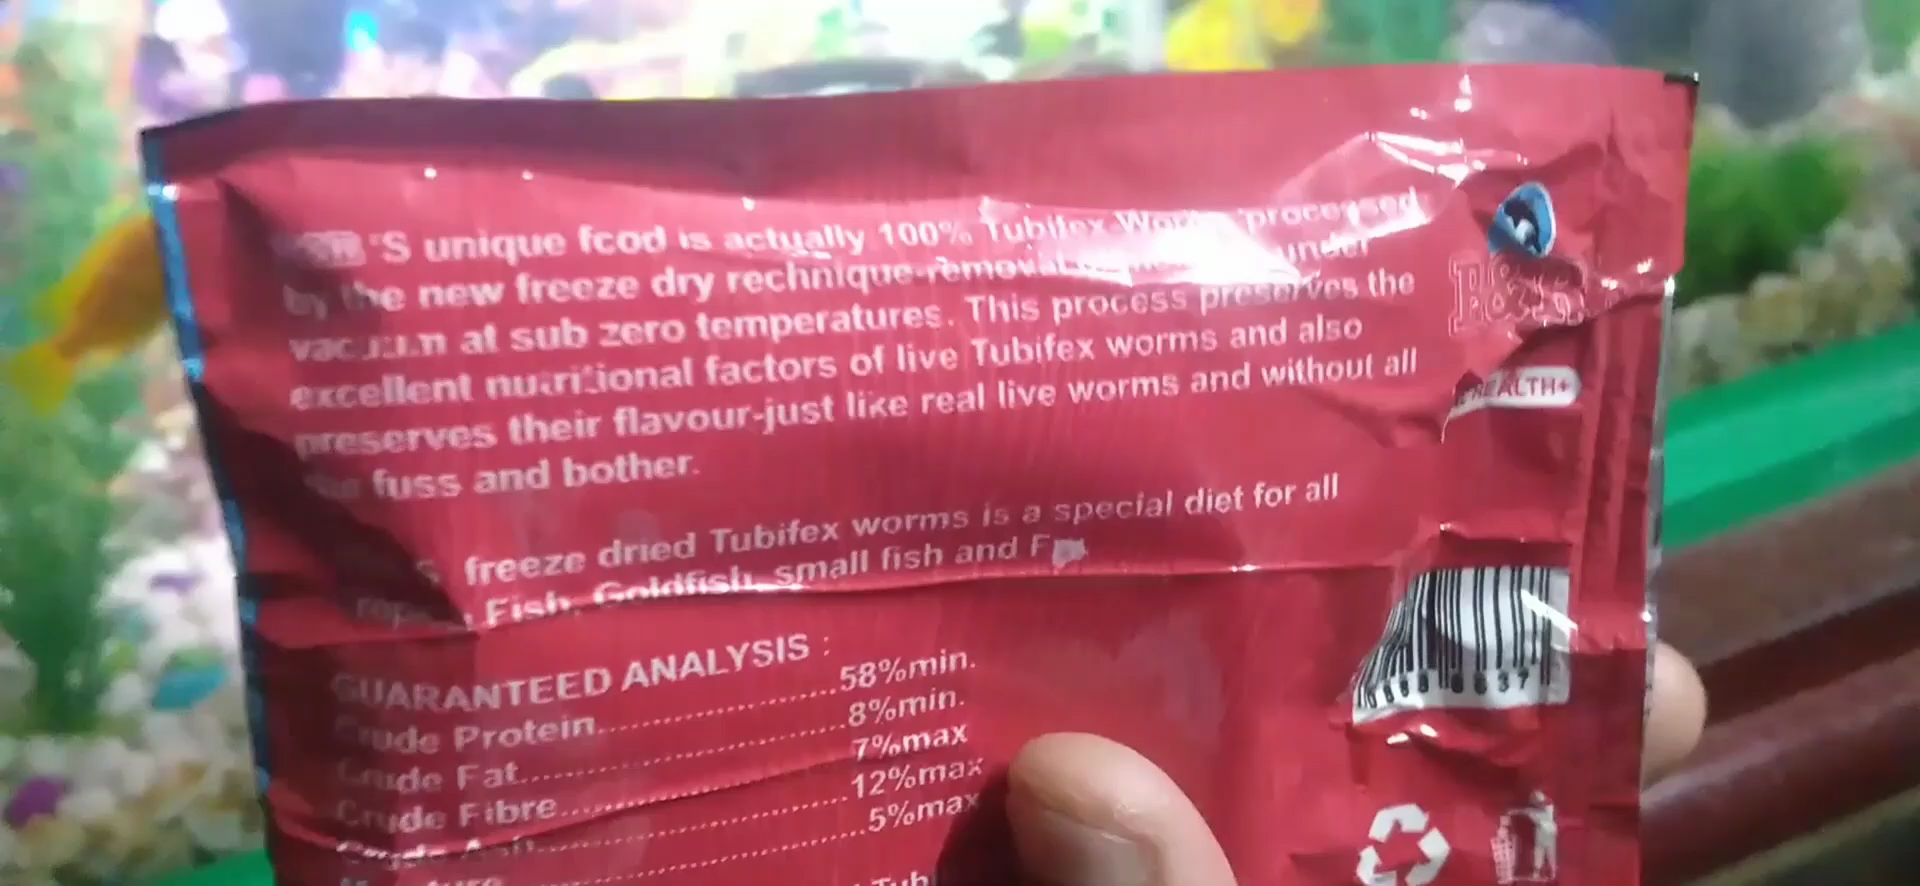 'S unique food is actually 100% Tubifex Worms processed
by the new freeze dry rechnique-removal under
vacuum at sub zero temperatures. This process preserves the
excellent nutritional factors of live Tubifex worms and also
preserves their flavour-just like real live worms and without all
fuss and bother.
freeze dried Tubifex worms is a special diet for all
Fish, Goldfish, small fish and
GUARANTEED ANALYSIS :
Crude Protein..................58%min.
Crude Fat..................8%min.
Crude Fibre..................7%max
Crude Ash..................12%max
..................5%max
HEALTH+